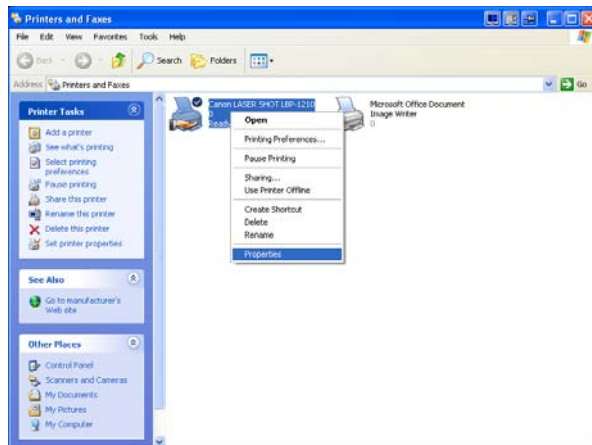 Printers and Faxes
File Edit View Favorites Tools Help
Back Search Folders
Address Printers and Faxes Go
Printer Tasks
Add a printer
See what's printing
Select printing
preferences
Pause printing
Share this printer
Rename this printer
Delete this printer
Set printer properties
See Also
Go to manufacturer's
Web site
Other Places
Control Panel
Scanners and Cameras
My Documents
My Pictures
My Computer
Canon LASER SHOT LBP-1210
0
Ready
Open
Printing Preferences...
Pause Printing
Sharing...
Use Printer Offline
Create Shortcut
Delete
Rename
Properties
Microsoft Office Document
Image Writer
0